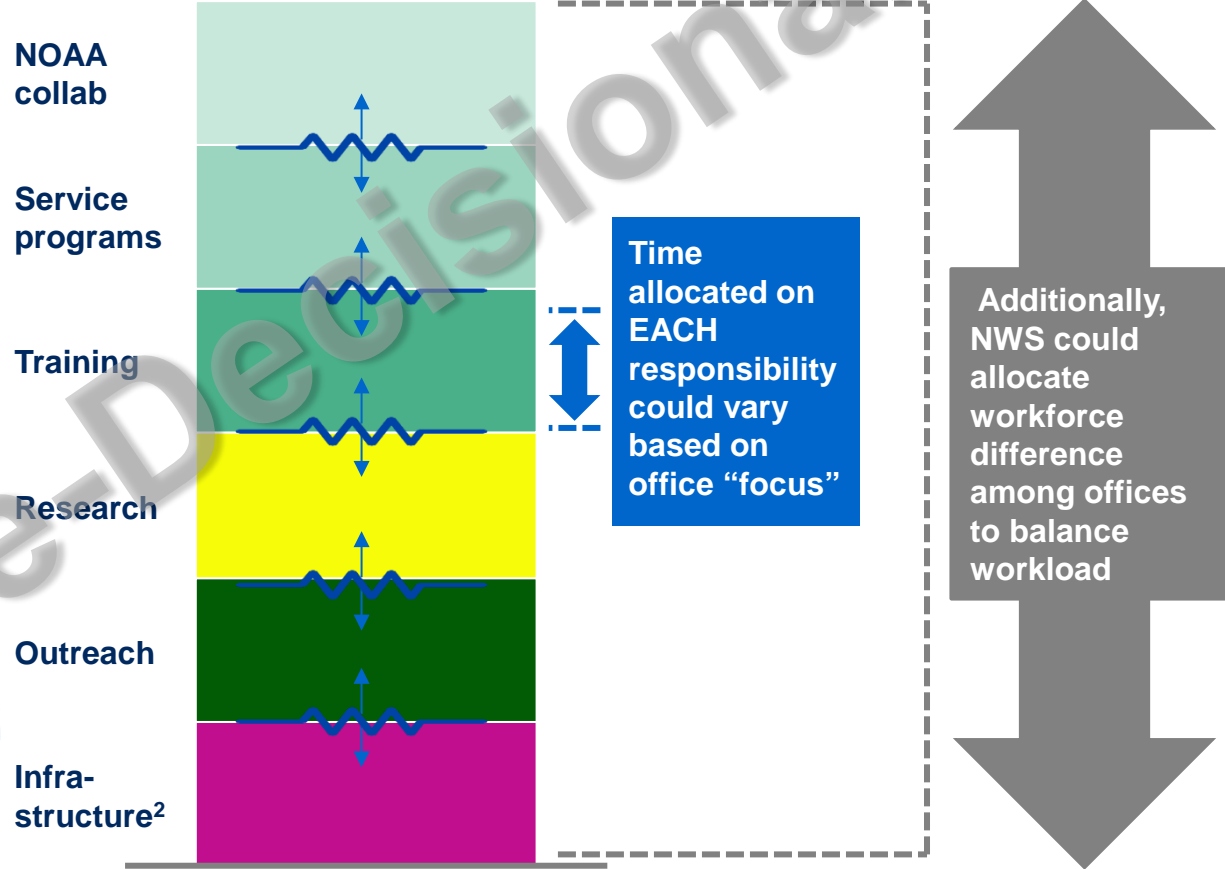 NOAA
collab
Service
programs
Training
Research
Outreach
Infra-
structure²
Time
allocated on
EACH
responsibility
could vary
based on
office “focus”
Additionally,
NWS could
allocate
workforce
difference
among offices
to balance
workload
e-Decisiona